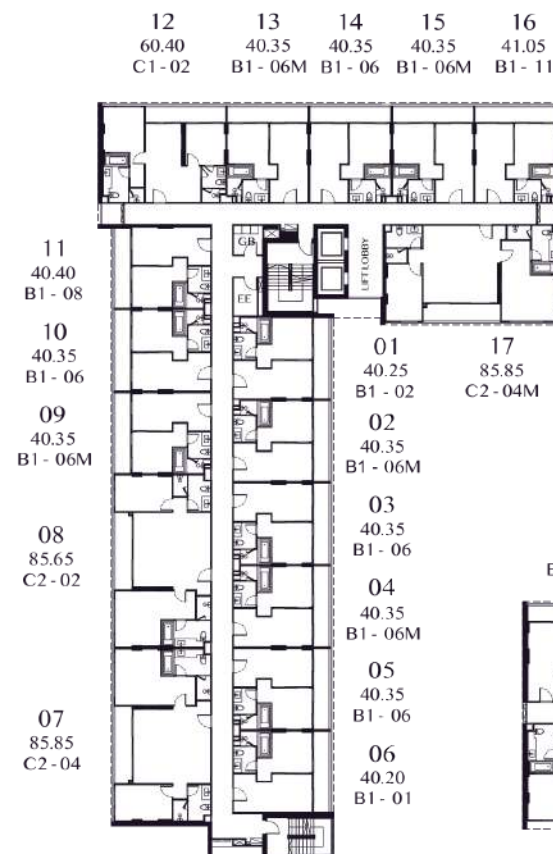 12
60.40
C1 - 02
13
40.35
B1 - 06M
14
40.35
B1 - 06
15
40.35
B1 - 06M
16
41.05
B1 - 11
GB
EE
LIFT LOBBY
11
40.40
B1 - 08
10
40.35
B1 - 06
09
40.35
B1 - 06M
08
85.65
C2 - 02
07
85.85
C2 - 04
01
40.25
B1 - 02
17
85.85
C2 - 04M
02
40.35
B1 - 06M
03
40.35
B1 - 06
04
40.35
B1 - 06M
05
40.35
B1 - 06
06
40.20
B1 - 01